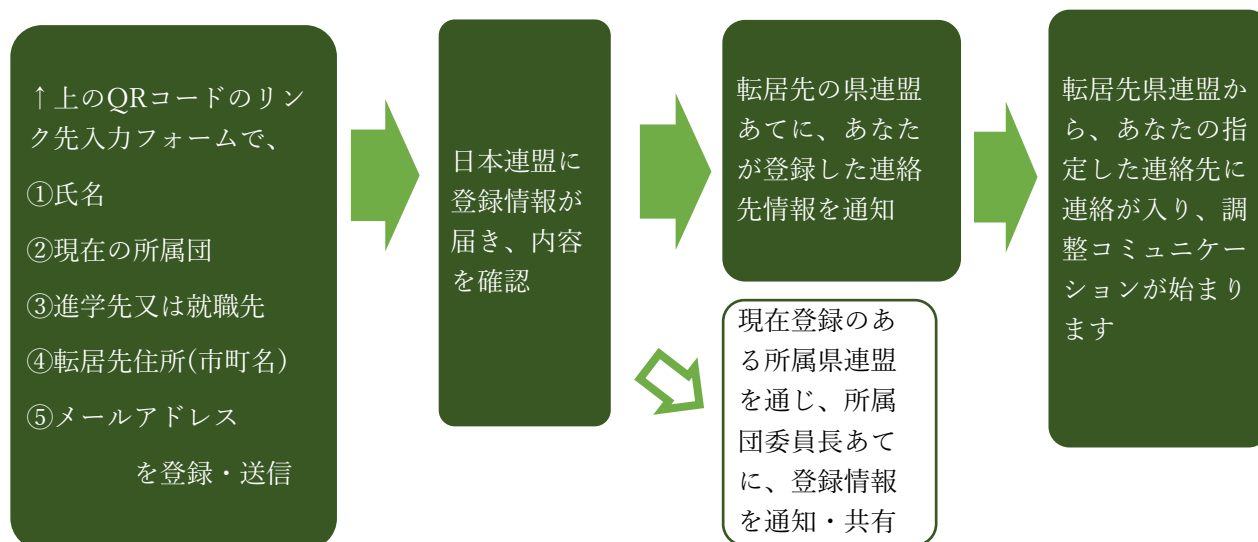 ↑上のQRコードのリン
ク先入力フォームで、
①氏名
②現在の所属団
③進学先又は就職先
④転居先住所(市町名)
⑤メールアドレス
を登録・送信
日本連盟に
登録情報が
届き、内容
を確認
転居先の県連盟
あてに、あなた
が登録した連絡
先情報を通知
現在登録のあ
る所属県連盟
を通じ、所属
団委員長あて
に、登録情報
を通知・共有
転居先県連盟か
ら、あなたの指
定した連絡先に
連絡が入り、調
整コミュニケー
ションが始まり
ます